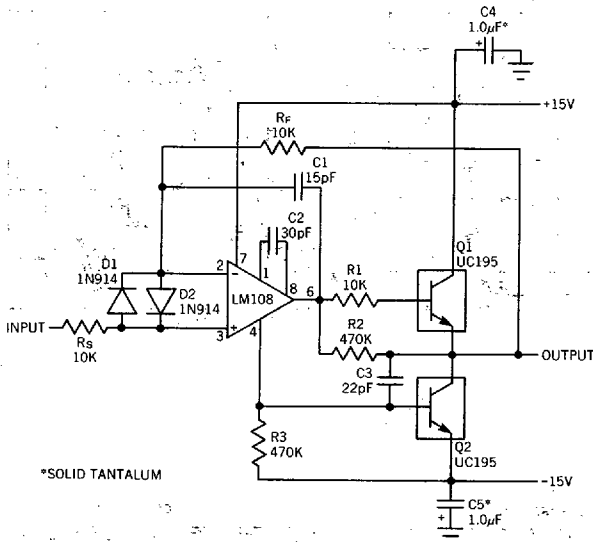 C4
1.0µF*
+
+15V
RF
10K
C1
15pF
C2
30pF
Q1
UC195
D1
1N914
2
7
1
8
6
R1
10K
D2
1N914
−
LM108
+
3
4
R2
470K
INPUT
RS
10K
OUTPUT
C3
22pF
R3
470K
Q2
UC195
*SOLID TANTALUM
-15V
C5*
1.0µF
+